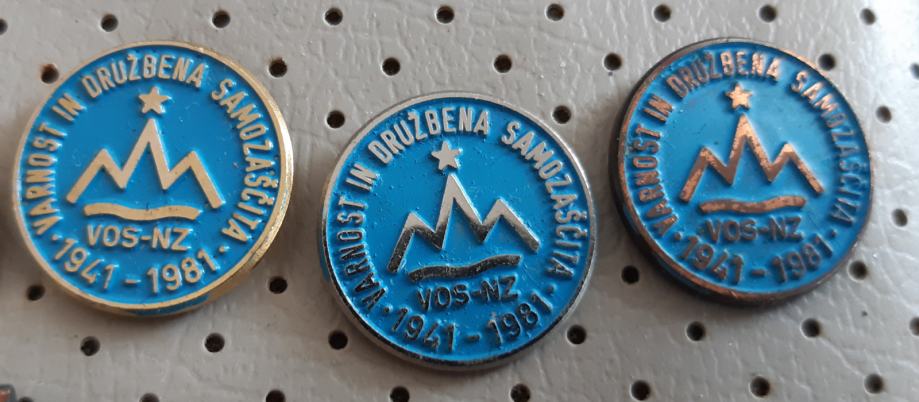 VARNOST IN DRUŽBENA SAMOZAŠČITA
VOS-NZ
· 1941 - 1981 ·
VARNOST IN DRUŽBENA SAMOZAŠČITA
VOS-NZ
· 1941 - 1981 ·
VARNOST IN DRUŽBENA SAMOZAŠČITA
VOS-NZ
· 1941 - 1981 ·